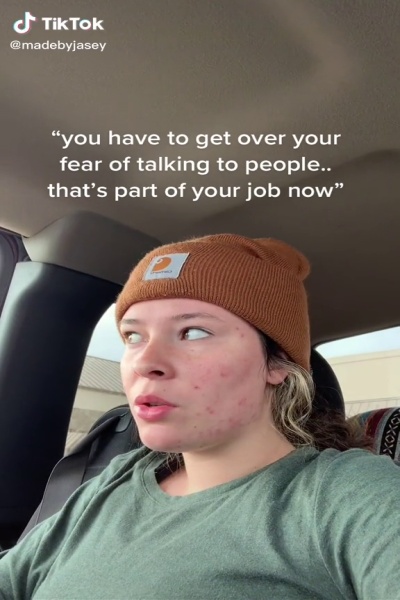 TikTok
@madebyjasey
“you have to get over your
fear of talking to people..
that’s part of your job now”